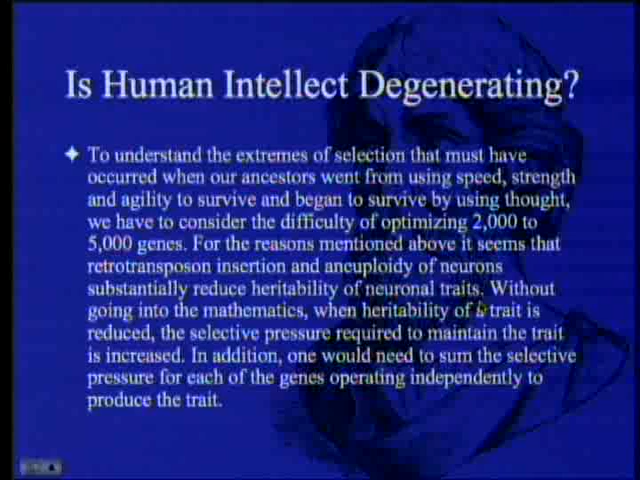 Is Human Intellect Degenerating?
To understand the extremes of selection that must have
occurred when our ancestors went from using speed, strength
and agility to survive and began to survive by using thought,
we have to consider the difficulty of optimizing 2,000 to
5,000 genes. For the reasons mentioned above it seems that
retrotransposon insertion and aneuploidy of neurons
substantially reduce heritability of neuronal traits. Without
going into the mathematics, when heritability of trait is
reduced, the selective pressure required to maintain the trait
is increased. In addition, one would need to sum the selective
pressure for each of the genes operating independently to
produce the trait.